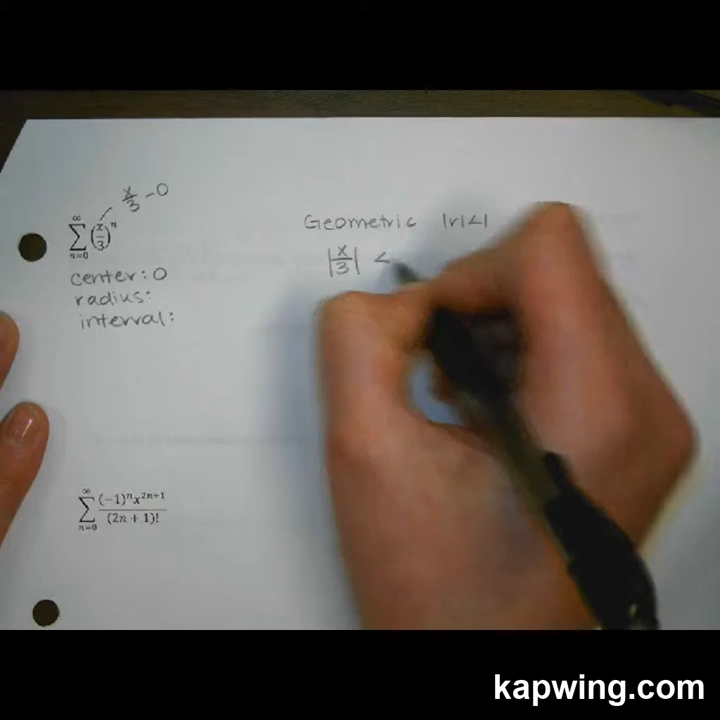 x/3 - 0
∞
∑ (x/3)^n
n=0
center: 0
radius:
interval:
Geometric |r|<1
|x/3| <
∞
∑ (-1)^n x^{2n+1} / (2n + 1)!
n=0
kapwing.com